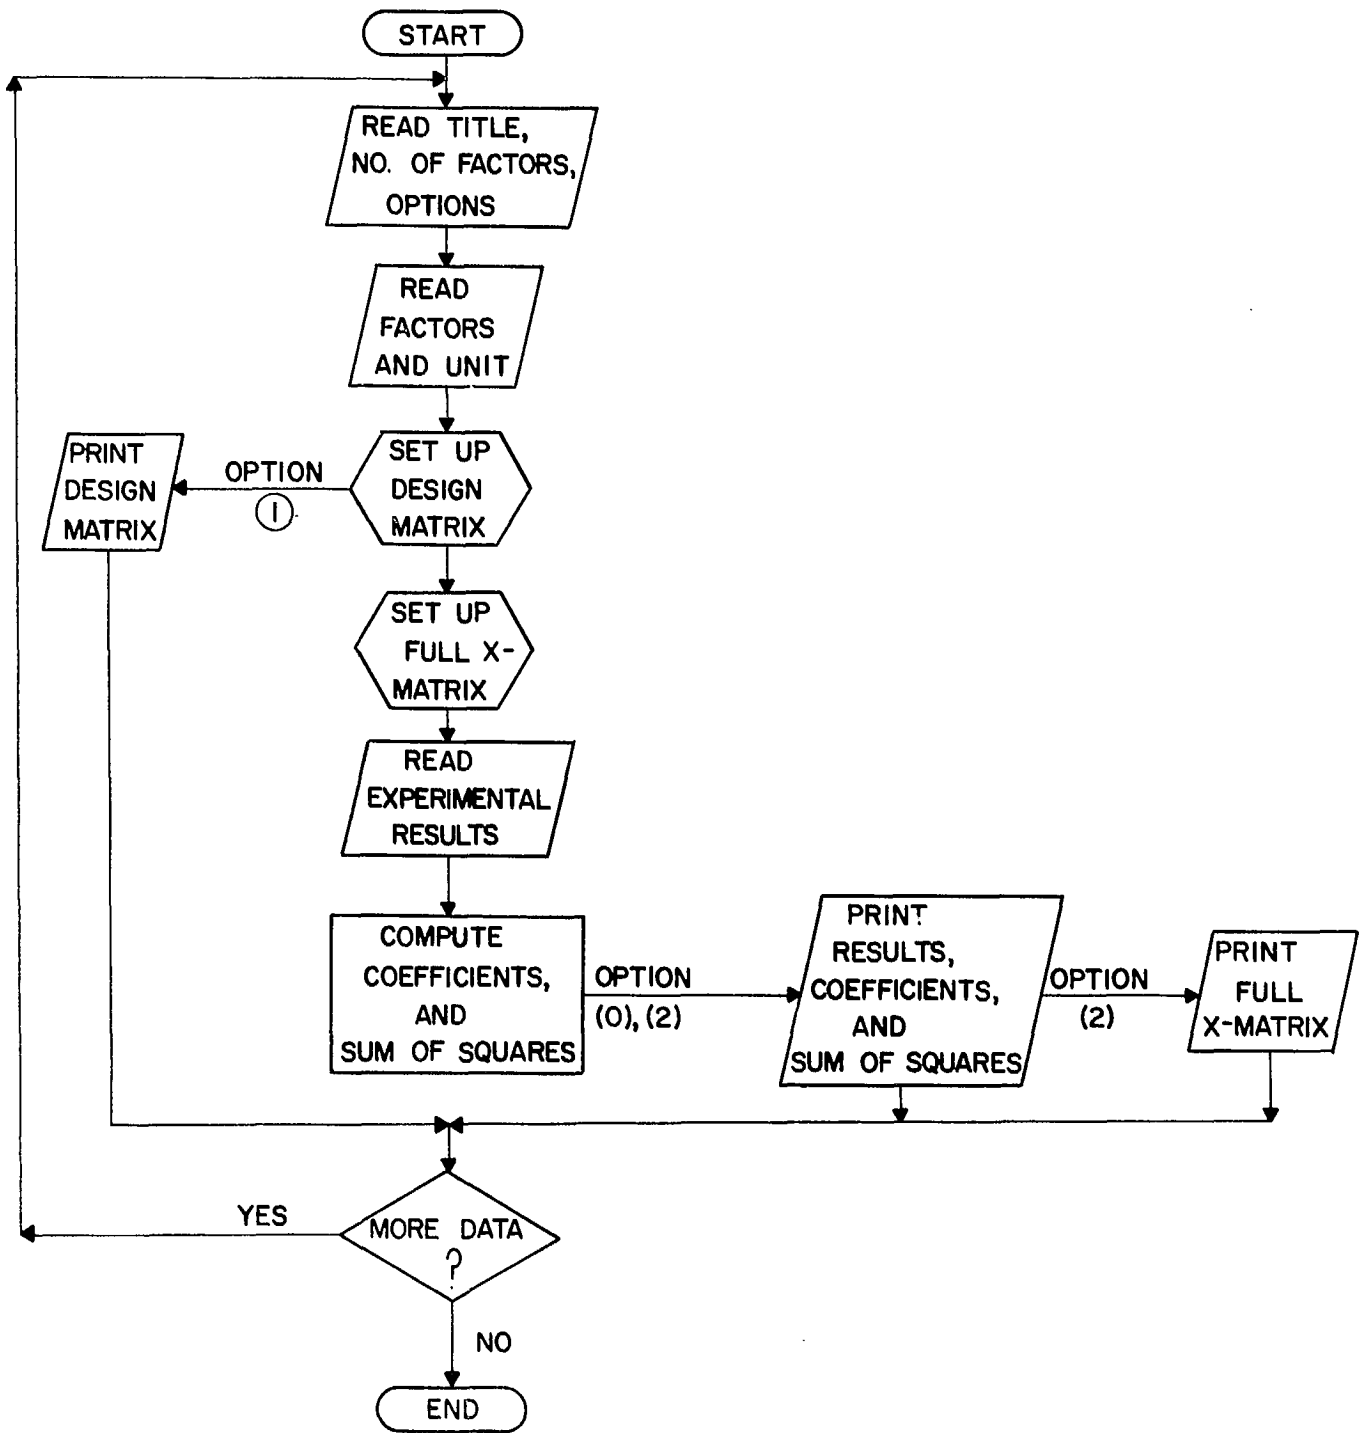 START
READ TITLE,
NO. OF FACTORS,
OPTIONS
READ
FACTORS
AND UNIT
SET UP
DESIGN
MATRIX
OPTION
1
PRINT
DESIGN
MATRIX
SET UP
FULL X-
MATRIX
READ
EXPERIMENTAL
RESULTS
COMPUTE
COEFFICIENTS,
AND
SUM OF SQUARES
OPTION
(0), (2)
PRINT
RESULTS,
COEFFICIENTS,
AND
SUM OF SQUARES
OPTION
(2)
PRINT
FULL
X-MATRIX
MORE DATA
?
YES
NO
END